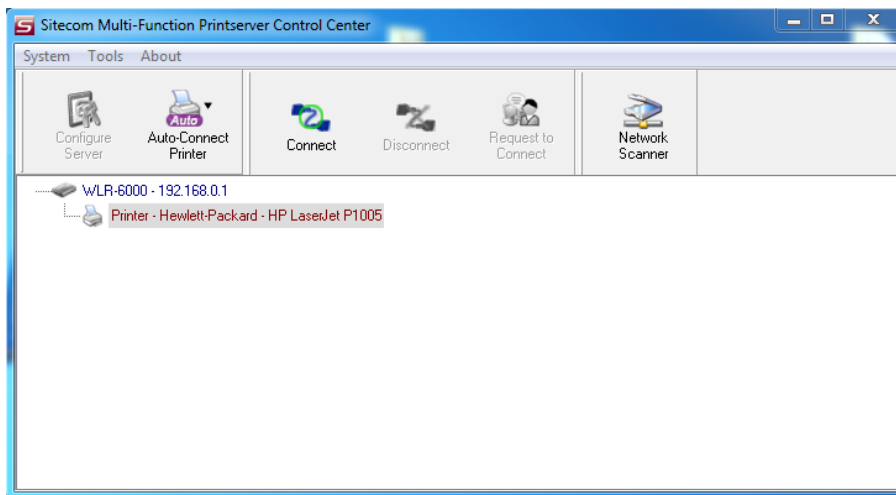 Sitecom Multi-Function Printserver Control Center
System Tools About
Configure Server
Auto
Auto-Connect Printer
Connect
Disconnect
Request to Connect
Network Scanner
WLR-6000 - 192.168.0.1
Printer - Hewlett-Packard - HP LaserJet P1005